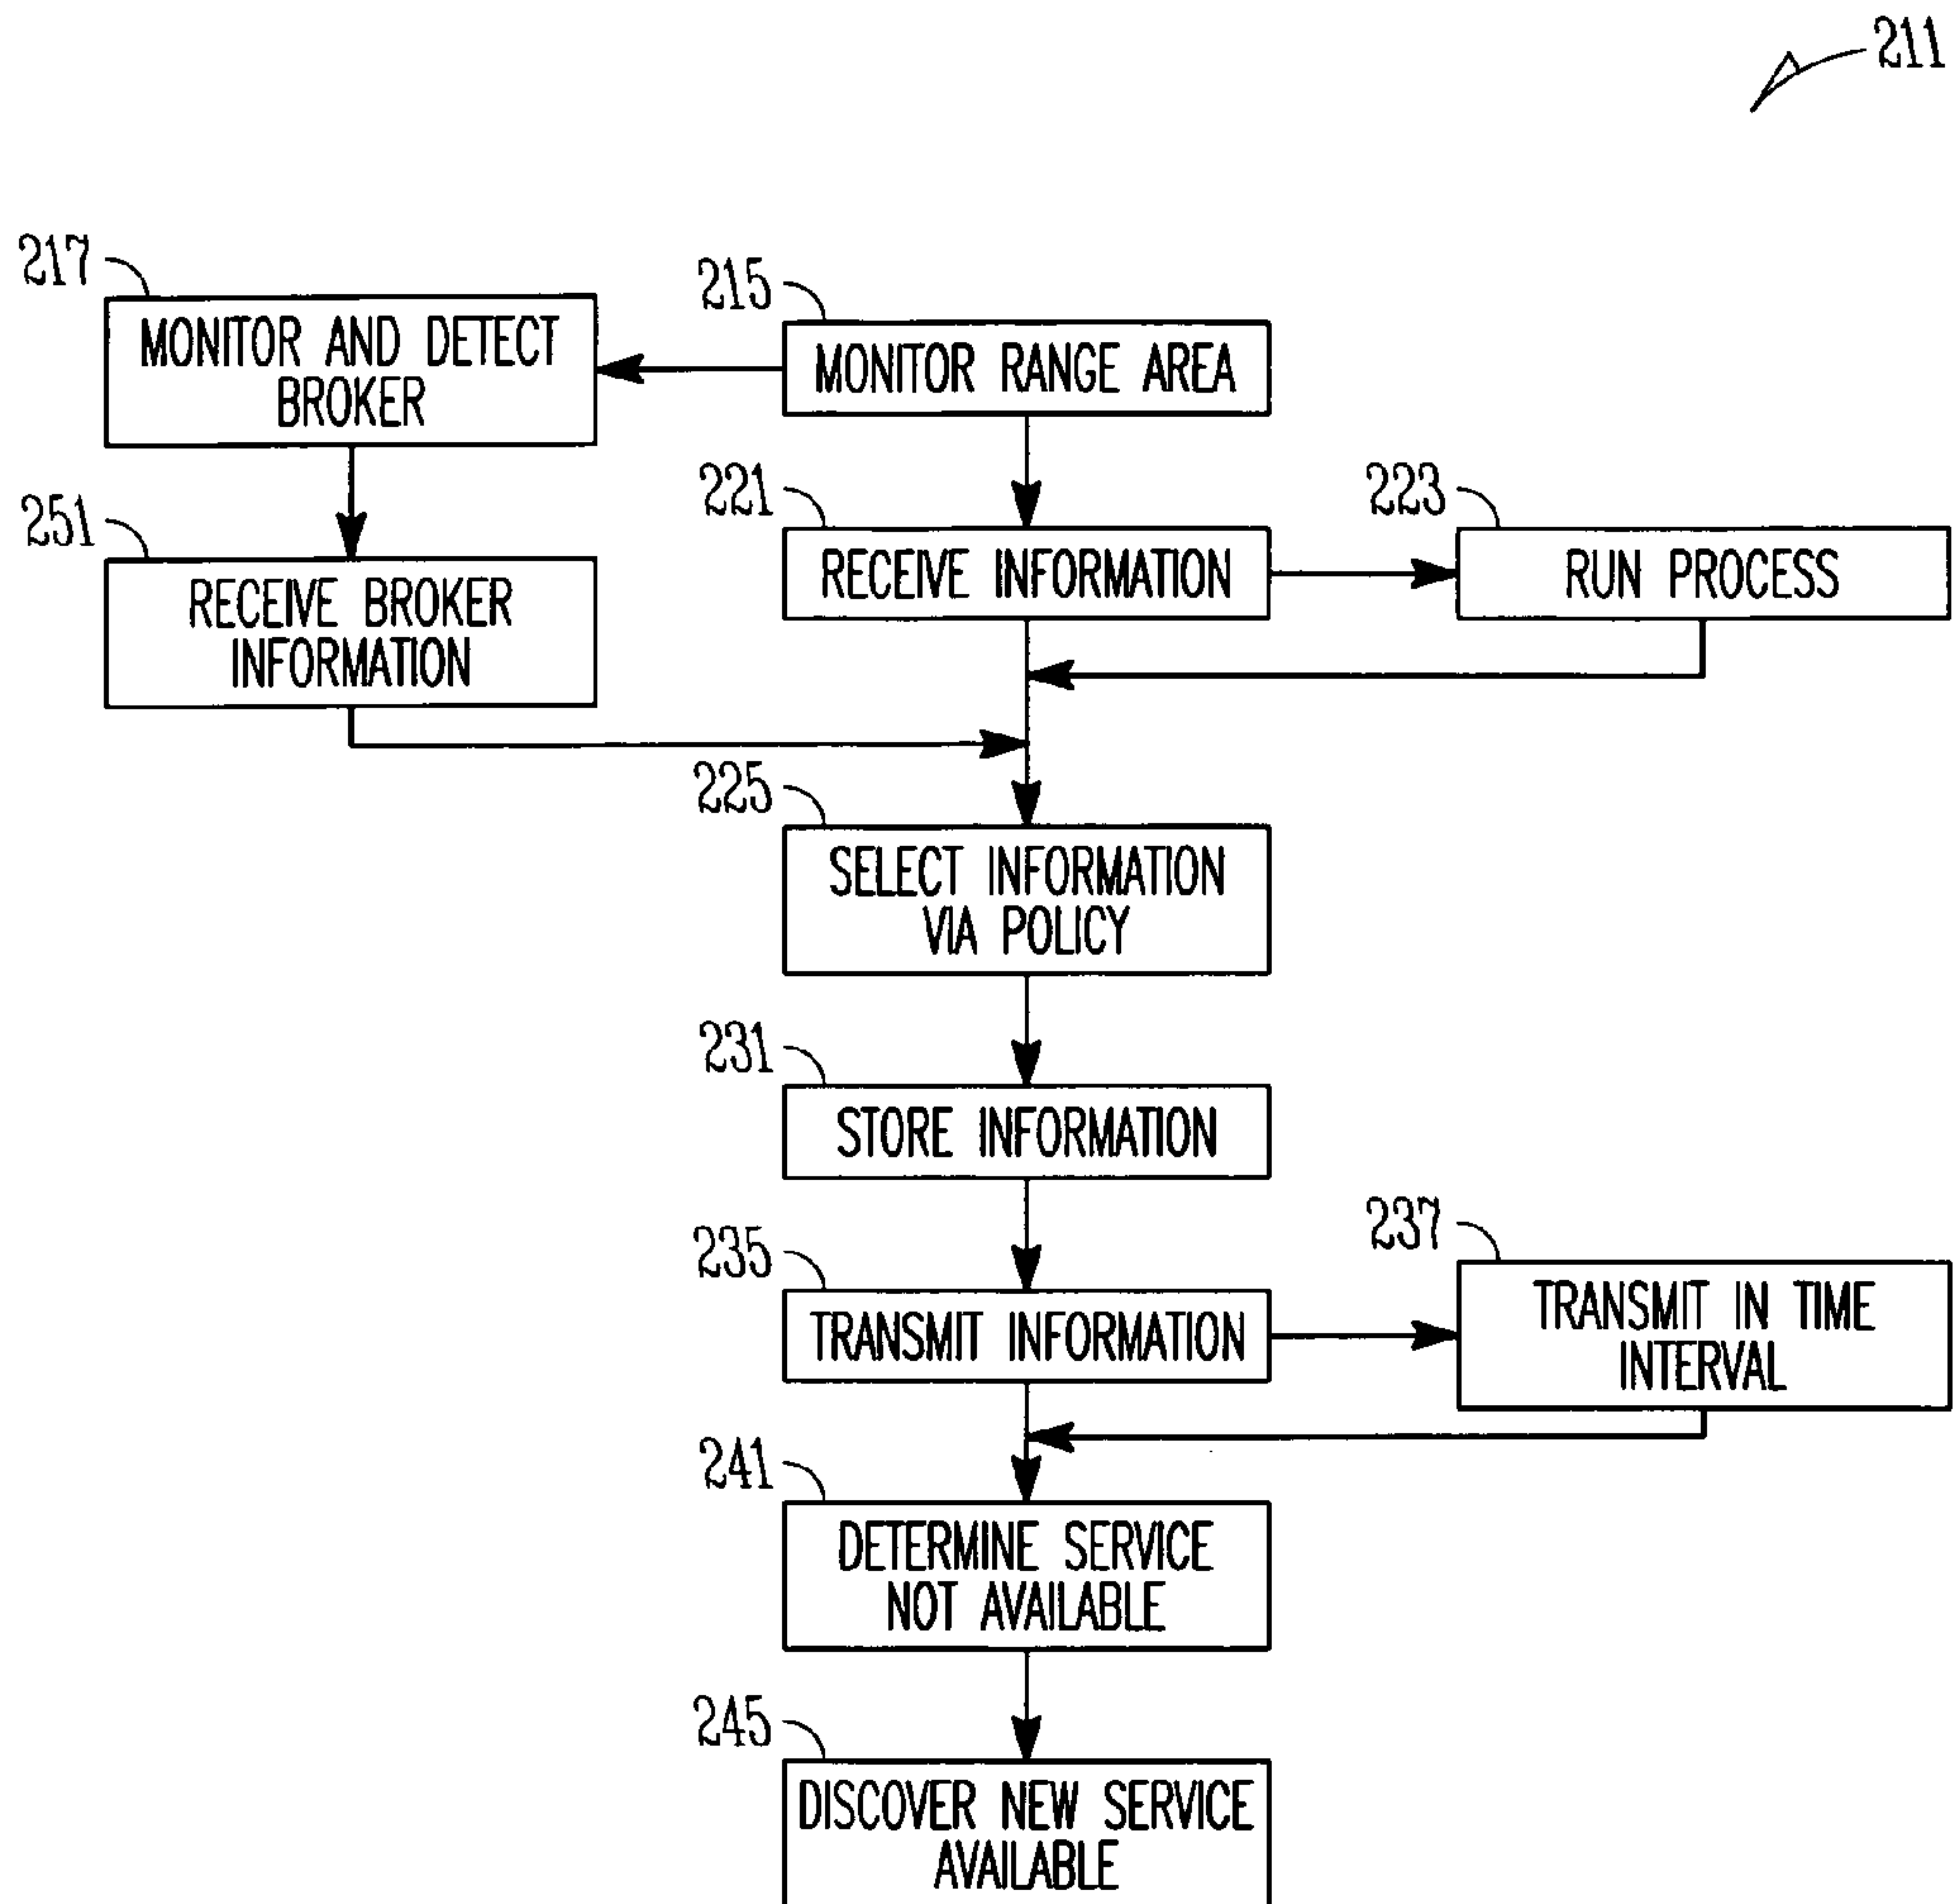 211
217
215
MONITOR AND DETECT
BROKER
MONITOR RANGE AREA
251
221
223
RECEIVE BROKER
INFORMATION
RECEIVE INFORMATION
RUN PROCESS
225
SELECT INFORMATION
VIA POLICY
231
STORE INFORMATION
235
237
TRANSMIT INFORMATION
TRANSMIT IN TIME
INTERVAL
241
DETERMINE SERVICE
NOT AVAILABLE
245
DISCOVER NEW SERVICE
AVAILABLE